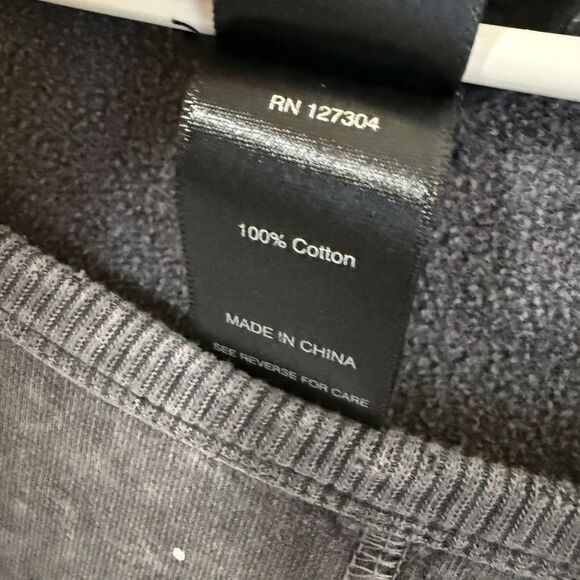 RN 127304
100% Cotton
MADE IN CHINA
SEE REVERSE FOR CARE